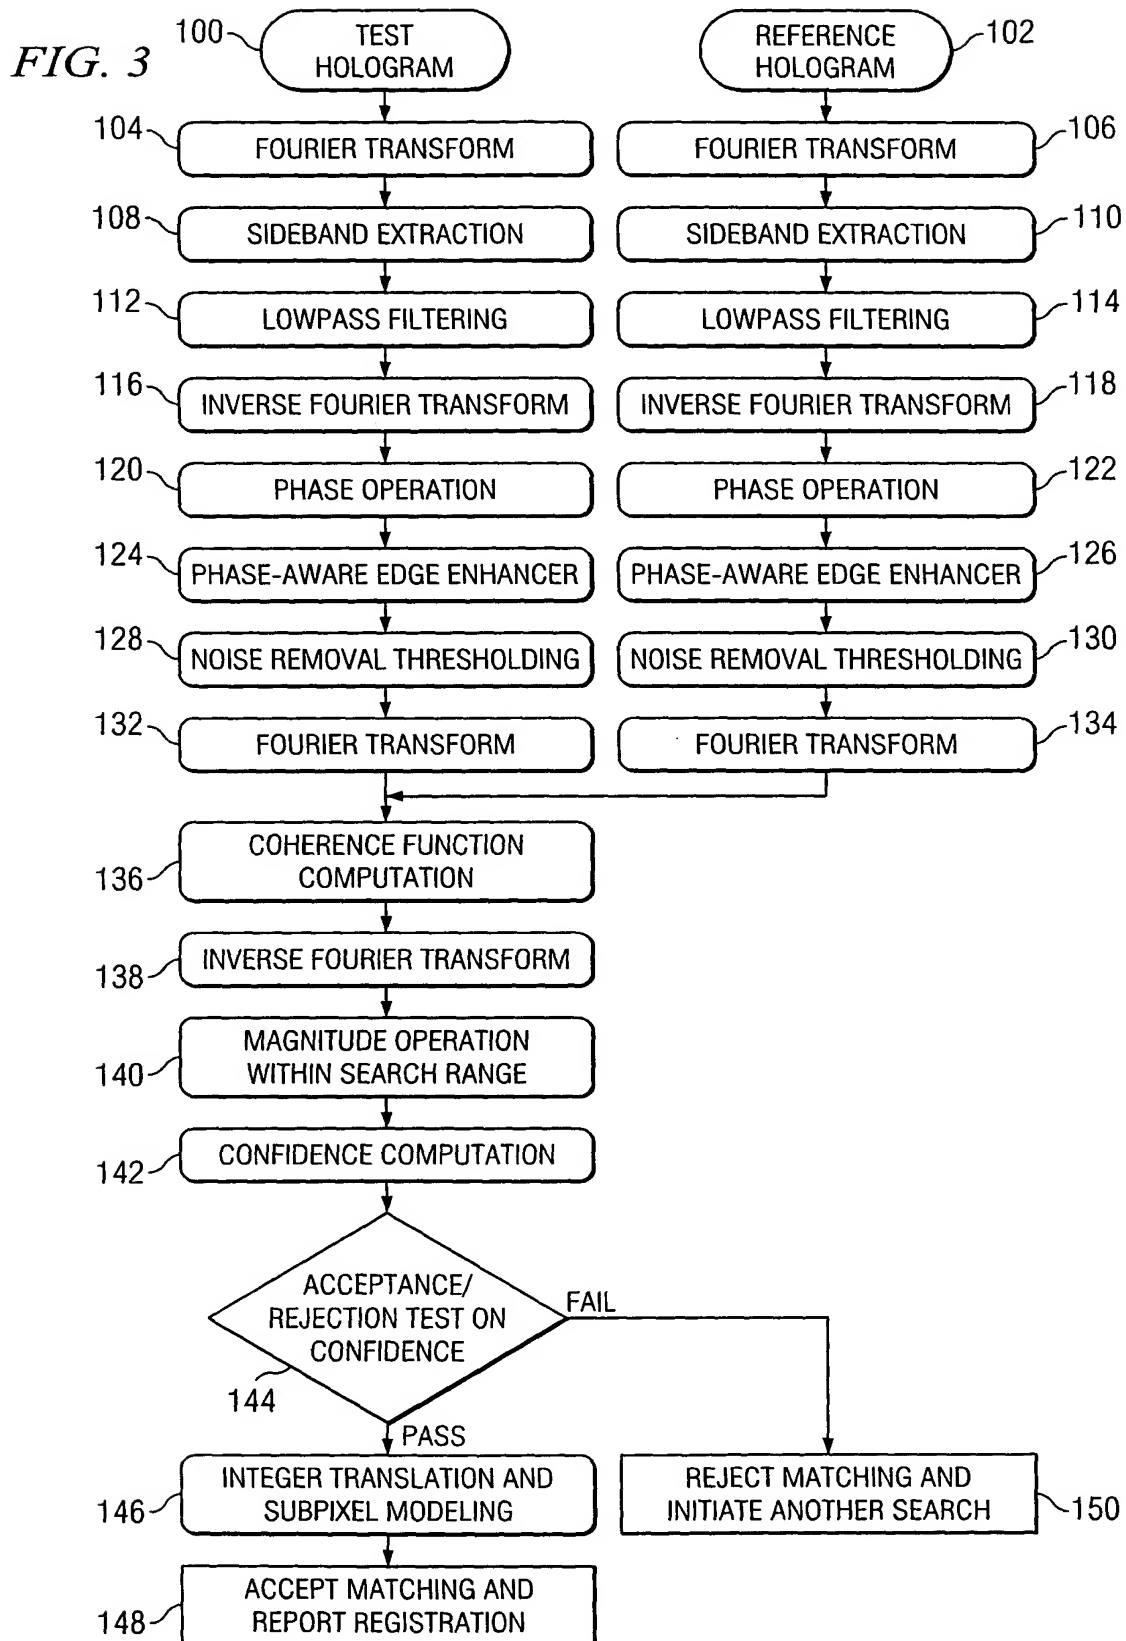 FIG. 3
100
TEST
HOLOGRAM
REFERENCE
HOLOGRAM
102
104
FOURIER TRANSFORM
FOURIER TRANSFORM
106
108
SIDEBAND EXTRACTION
SIDEBAND EXTRACTION
110
112
LOWPASS FILTERING
LOWPASS FILTERING
114
116
INVERSE FOURIER TRANSFORM
INVERSE FOURIER TRANSFORM
118
120
PHASE OPERATION
PHASE OPERATION
122
124
PHASE-AWARE EDGE ENHANCER
PHASE-AWARE EDGE ENHANCER
126
128
NOISE REMOVAL THRESHOLDING
NOISE REMOVAL THRESHOLDING
130
132
FOURIER TRANSFORM
FOURIER TRANSFORM
134
COHERENCE FUNCTION
COMPUTATION
136
INVERSE FOURIER TRANSFORM
138
MAGNITUDE OPERATION
WITHIN SEARCH RANGE
140
CONFIDENCE COMPUTATION
142
ACCEPTANCE/
REJECTION TEST ON
CONFIDENCE
FAIL
144
PASS
INTEGER TRANSLATION AND
SUBPIXEL MODELING
146
REJECT MATCHING AND
INITIATE ANOTHER SEARCH
150
ACCEPT MATCHING AND
REPORT REGISTRATION
148